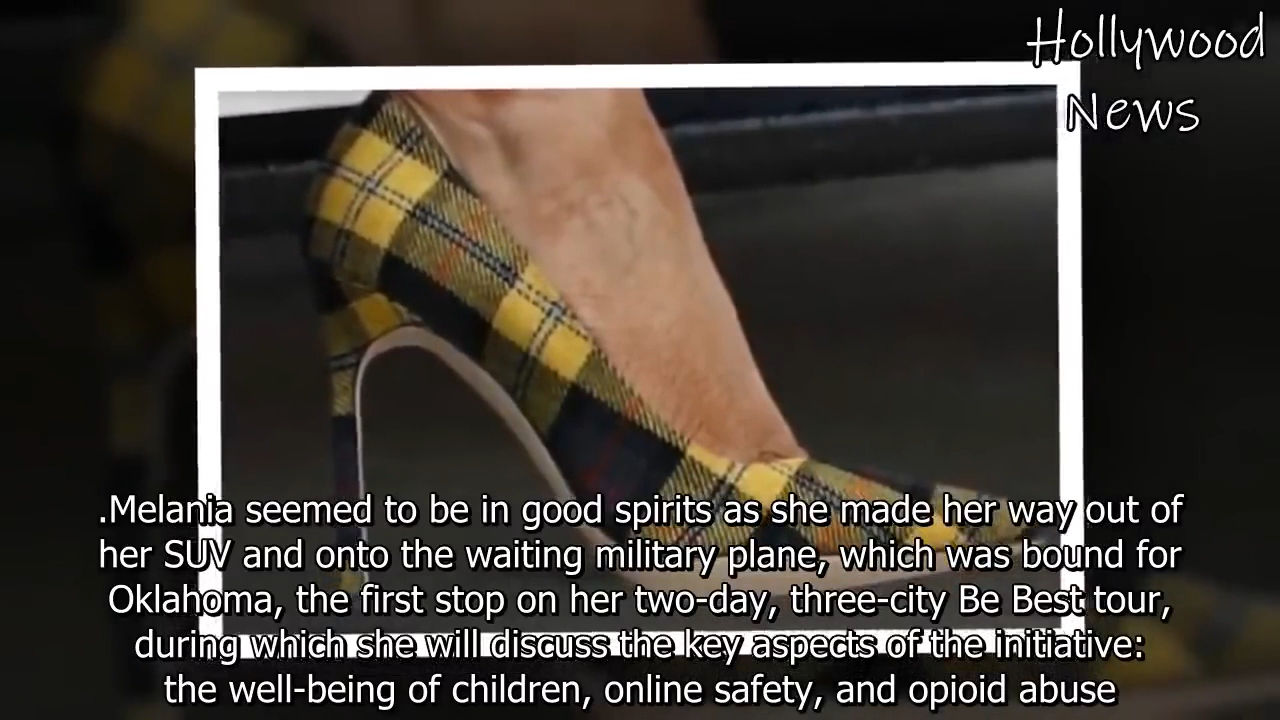 Hollywood
News
.Melania seemed to be in good spirits as she made her way out of
her SUV and onto the waiting military plane, which was bound for
Oklahoma, the first stop on her two-day, three-city Be Best tour,
during which she will discuss the key aspects of the initiative:
the well-being of children, online safety, and opioid abuse